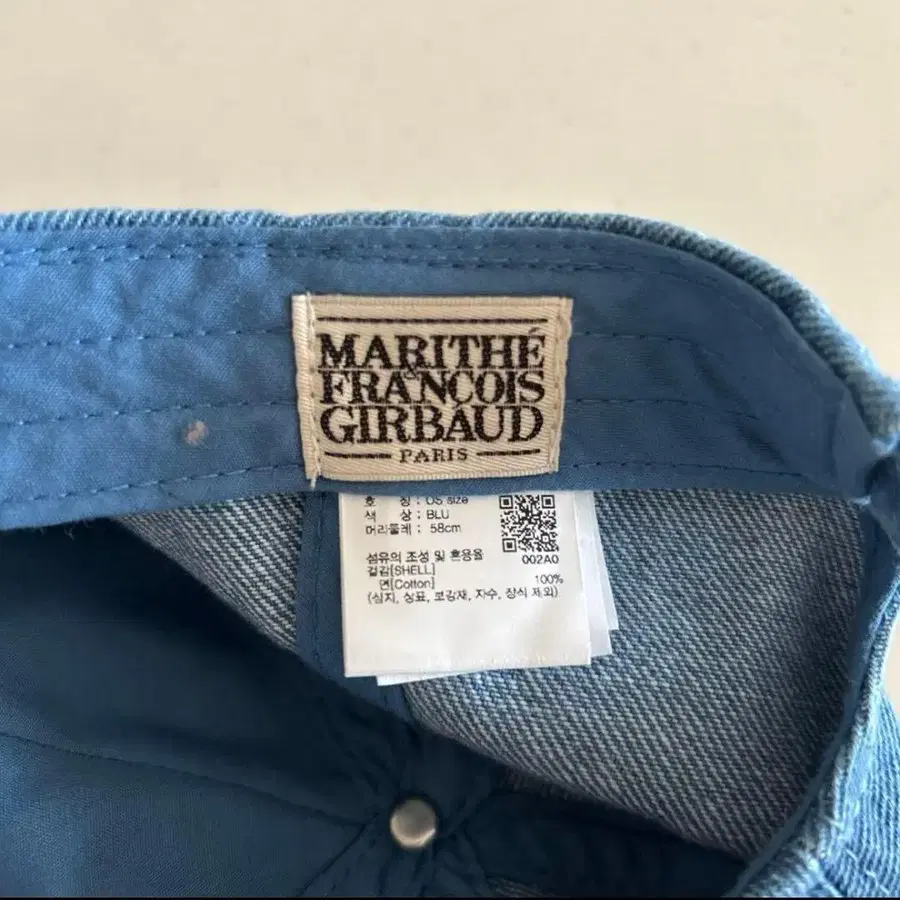 MARITHÉ
&
FRANÇOIS
GIRBAUD
PARIS
호 칭 : OS size
색 상 : BLU
머리둘레 : 58cm
002A0
섬유의 조성 및 혼용율
겉감[SHELL]
면[Cotton] 100%
(심지, 상표, 보강재, 자수, 장식 제외)